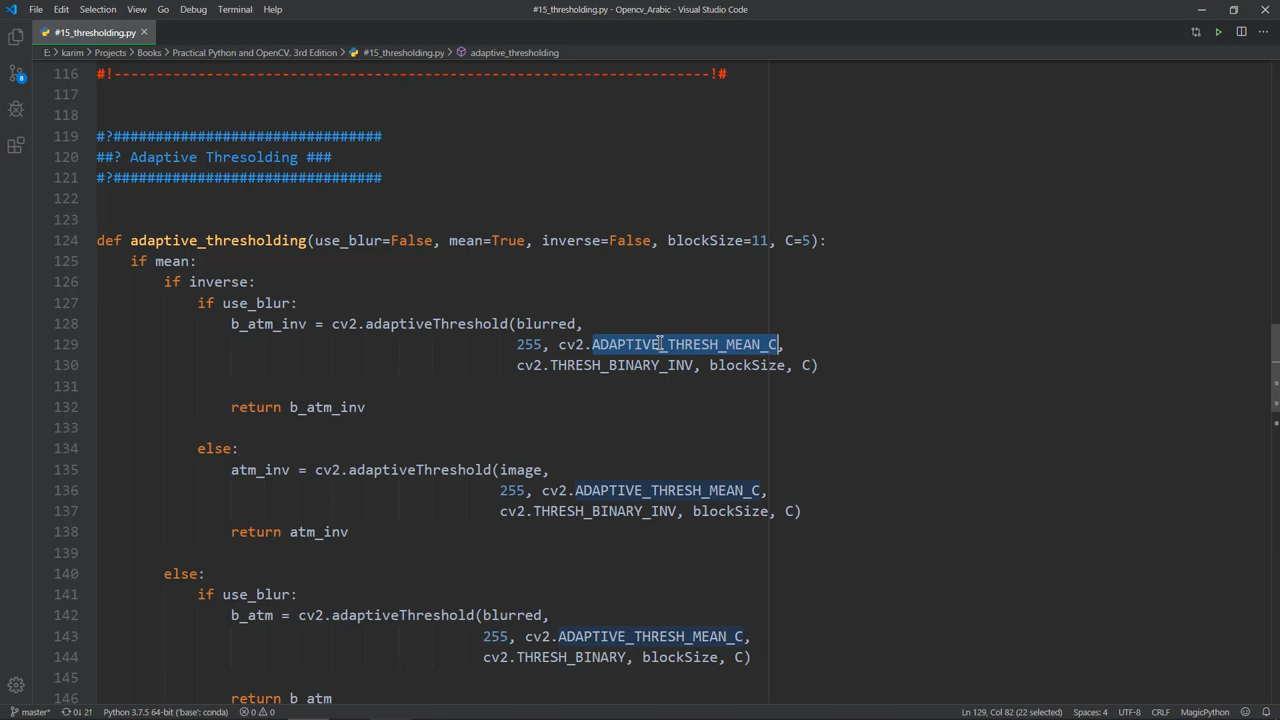 File Edit Selection View Go Debug Terminal Help #15_thresholding.py - Opencv_Arabic - Visual Studio Code
#15_thresholding.py
E: > karim > Projects > Books > Practical Python and OpenCV, 3rd Edition > #15_thresholding.py > adaptive_thresholding
8
116 #!-----------------------------------------------------------------------!#
117
118
119 #?################################
120 ##? Adaptive Thresolding ###
121 #?################################
122
123
124 def adaptive_thresholding(use_blur=False, mean=True, inverse=False, blockSize=11, C=5):
125 if mean:
126 if inverse:
127 if use_blur:
128 b_atm_inv = cv2.adaptiveThreshold(blurred,
129 255, cv2.ADAPTIVE_THRESH_MEAN_C,
130 cv2.THRESH_BINARY_INV, blockSize, C)
131
132 return b_atm_inv
133
134 else:
135 atm_inv = cv2.adaptiveThreshold(image,
136 255, cv2.ADAPTIVE_THRESH_MEAN_C,
137 cv2.THRESH_BINARY_INV, blockSize, C)
138 return atm_inv
139
140 else:
141 if use_blur:
142 b_atm = cv2.adaptiveThreshold(blurred,
143 255, cv2.ADAPTIVE_THRESH_MEAN_C,
144 cv2.THRESH_BINARY, blockSize, C)
145
146 return b_atm
master* 0↓ 21 Python 3.7.5 64-bit ('base': conda) 0 0 Ln 129, Col 82 (22 selected) Spaces: 4 UTF-8 CRLF MagicPython